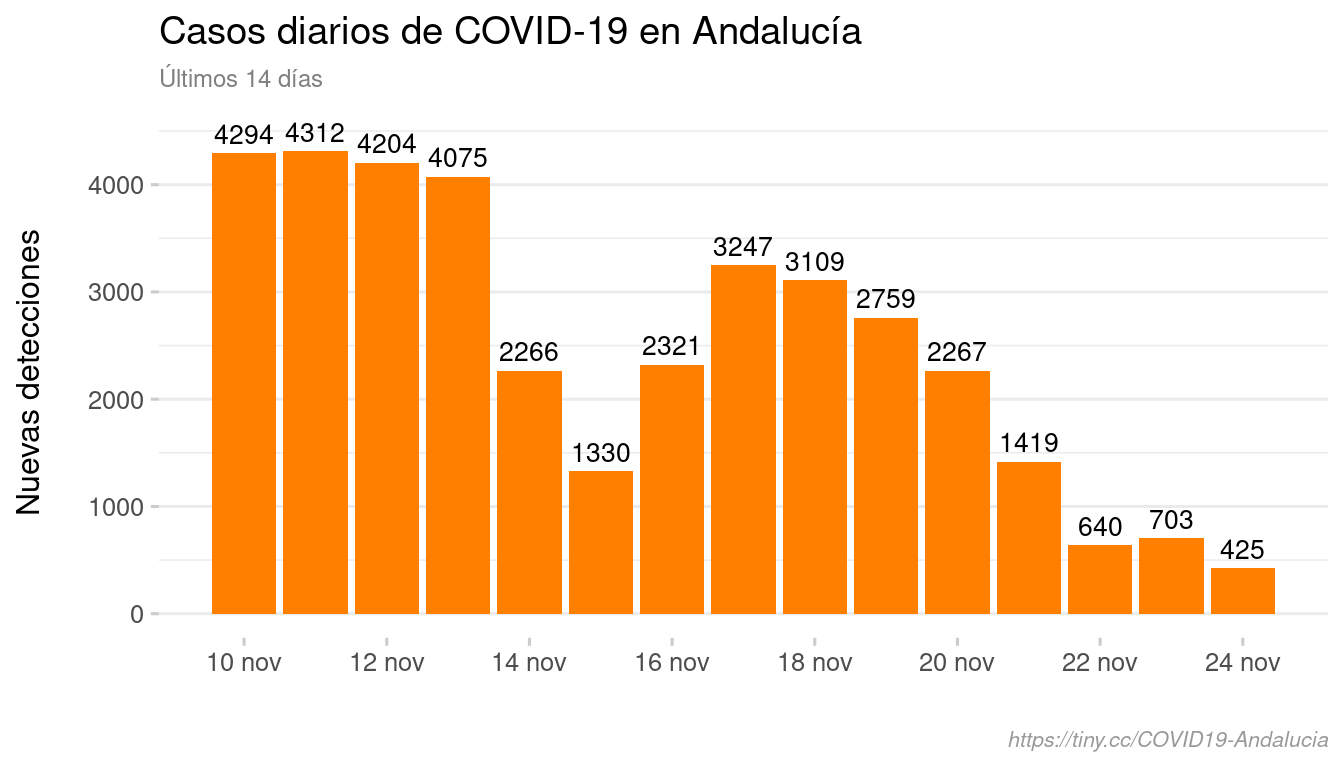 Casos diarios de COVID-19 en Andalucía
Últimos 14 días
Nuevas detecciones
4000
3000
2000
1000
0
4294
4312
4204
4075
2266
1330
2321
3247
3109
2759
2267
1419
640
703
425
10 nov
12 nov
14 nov
16 nov
18 nov
20 nov
22 nov
24 nov
https://tiny.cc/COVID19-Andalucia